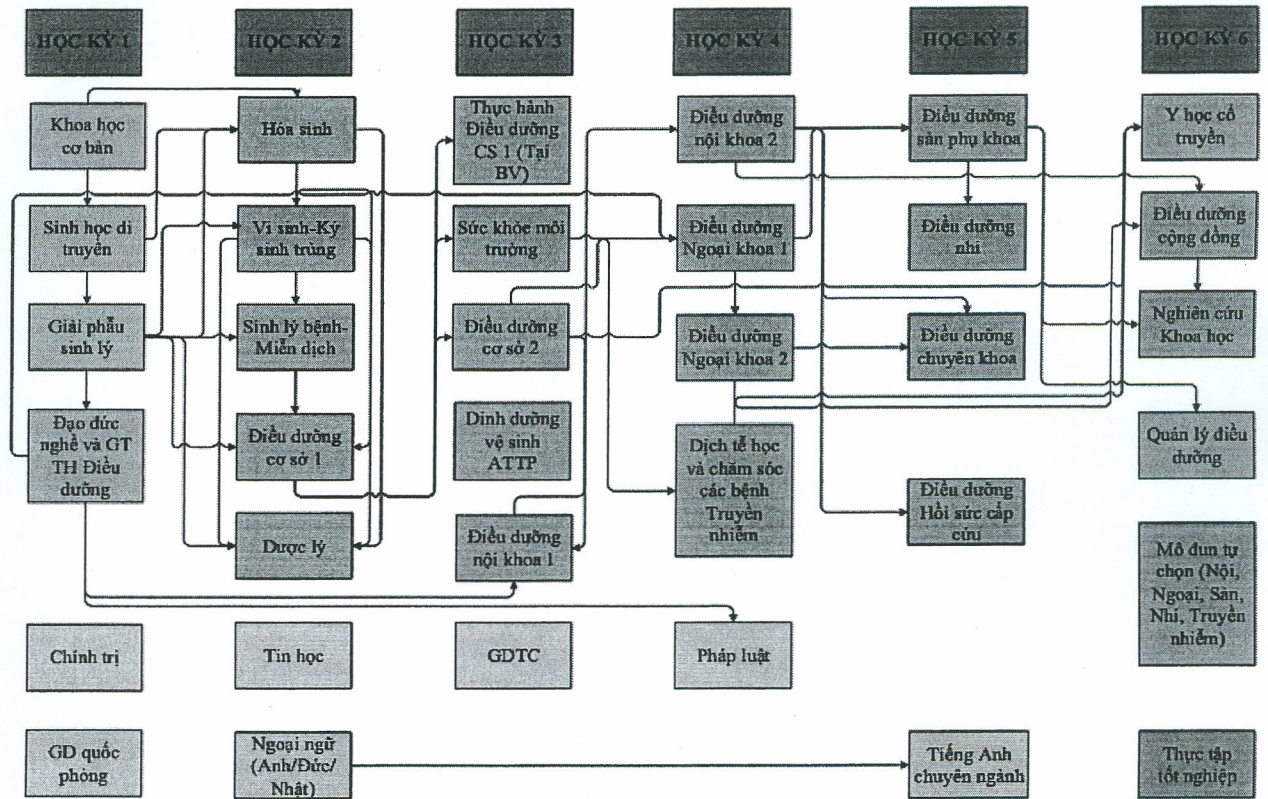 HỌC KỲ 1
HỌC KỲ 2
HỌC KỲ 3
HỌC KỲ 4
HỌC KỲ 5
HỌC KỲ 6
Khoa học
cơ bản
Sinh học di
truyền
Giải phẫu
sinh lý
Đạo đức
nghề và GT
TH Điều
dưỡng
Chính trị
GD quốc
phòng
Hóa sinh
Vi sinh-Ký
sinh trùng
Sinh lý bệnh-
Miễn dịch
Điều dưỡng
cơ sở 1
Dược lý
Tin học
Ngoại ngữ
(Anh/Đức/
Nhật)
Thực hành
Điều dưỡng
CS 1 (Tại
BV)
Sức khỏe môi
trường
Điều dưỡng
cơ sở 2
Dinh dưỡng
vệ sinh
ATTP
Điều dưỡng
nội khoa 1
GDTC
Điều dưỡng
nội khoa 2
Điều dưỡng
Ngoại khoa 1
Điều dưỡng
Ngoại khoa 2
Dịch tễ học
và chăm sóc
các bệnh
Truyền
nhiễm
Pháp luật
Điều dưỡng
sản phụ khoa
Điều dưỡng
nhi
Điều dưỡng
chuyên khoa
Điều dưỡng
Hồi sức cấp
cứu
Tiếng Anh
chuyên ngành
Y học cổ
truyền
Điều dưỡng
cộng đồng
Nghiên cứu
Khoa học
Quản lý điều
dưỡng
Mô đun tự
chọn (Nội,
Ngoại, Sản,
Nhi, Truyền
nhiễm)
Thực tập
tốt nghiệp